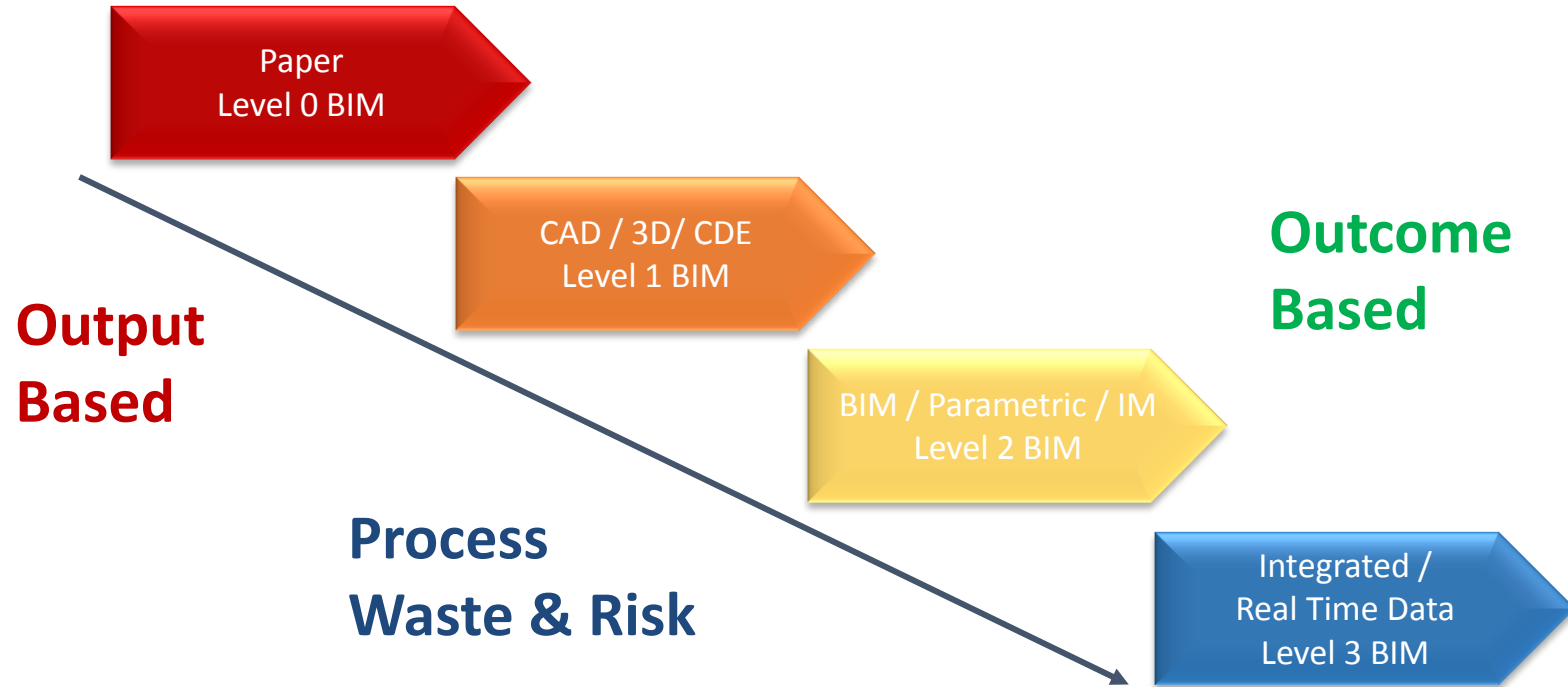 Paper
Level 0 BIM
CAD / 3D/ CDE
Level 1 BIM
Outcome
Based
Output
Based
BIM / Parametric / IM
Level 2 BIM
Process
Waste & Risk
Integrated /
Real Time Data
Level 3 BIM